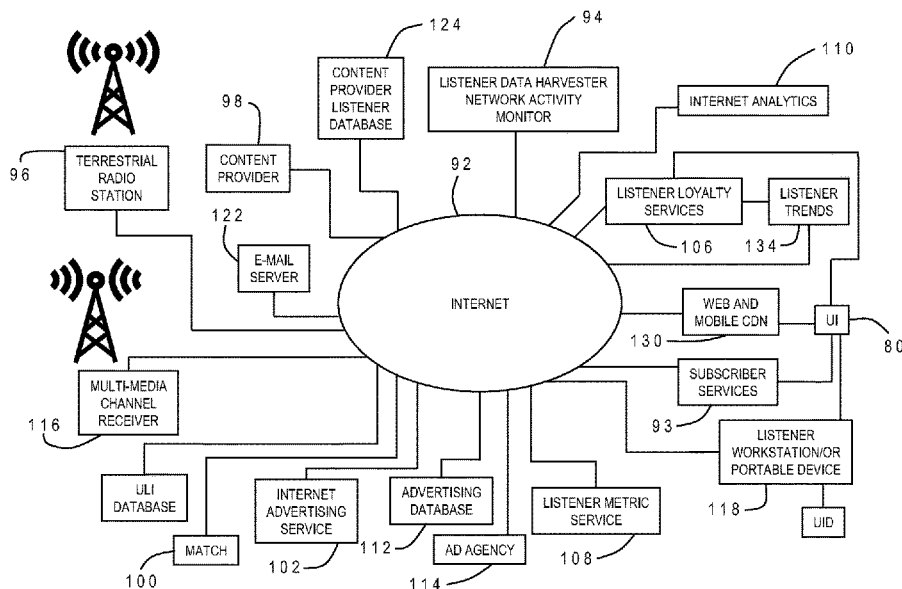 124
94
110
CONTENT
PROVIDER
LISTENER
DATABASE
LISTENER DATA HARVESTER
NETWORK ACTIVITY
MONITOR
INTERNET ANALYTICS
98
96
TERRESTRIAL
RADIO
STATION
CONTENT
PROVIDER
92
LISTENER LOYALTY
SERVICES
LISTENER
TRENDS
106
134
122
E-MAIL
SERVER
INTERNET
WEB AND
MOBILE CDN
UI
130
80
MULTI-MEDIA
CHANNEL
RECEIVER
116
SUBSCRIBER
SERVICES
93
LISTENER
WORKSTATION/OR
PORTABLE DEVICE
118
UID
ULI
DATABASE
INTERNET
ADVERTISING
SERVICE
ADVERTISING
DATABASE
LISTENER METRIC
SERVICE
MATCH
100
102
112
AD AGENCY
114
108